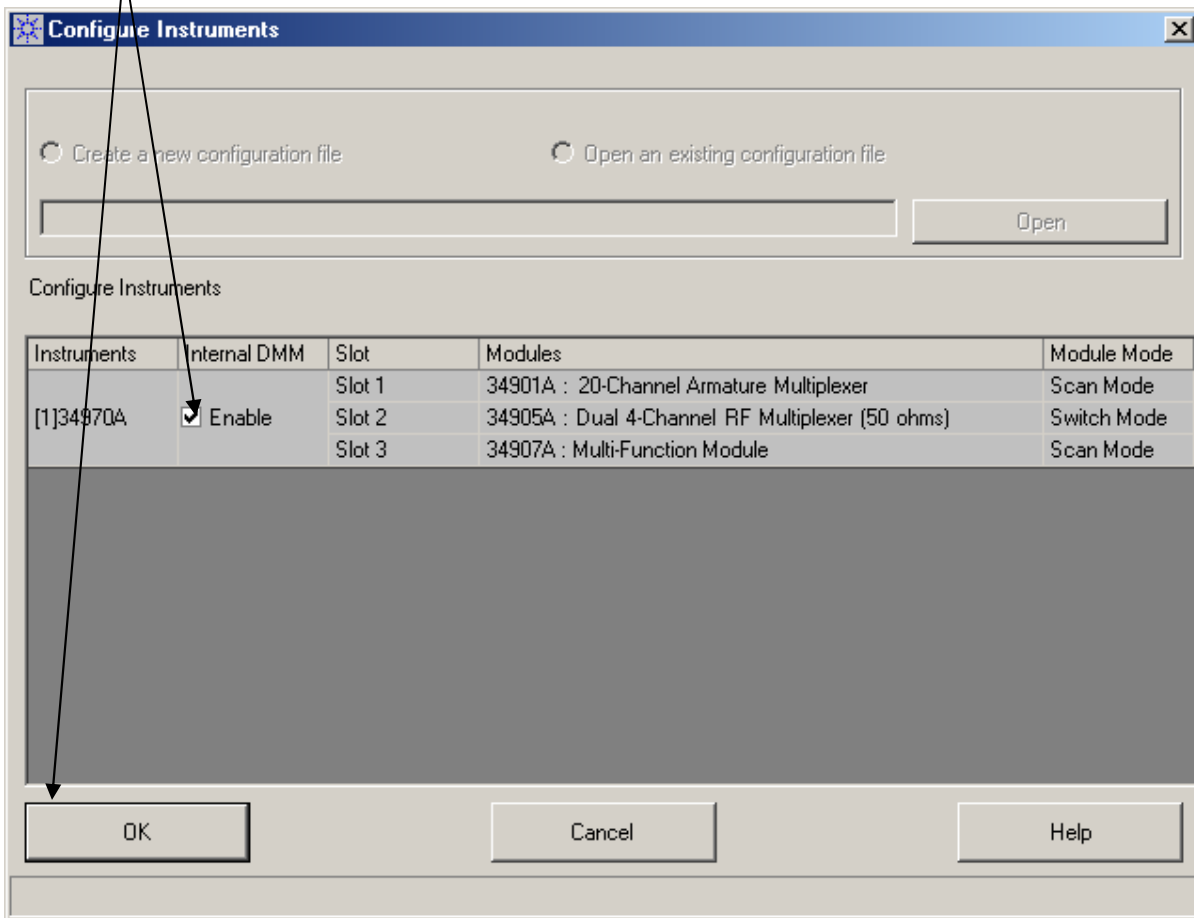 Configure Instruments
Create a new configuration file Open an existing configuration file
Open
Configure Instruments
Instruments Internal DMM Slot Modules Module Mode
Slot 1 34901A : 20-Channel Armature Multiplexer Scan Mode
[1]34970A Enable Slot 2 34905A : Dual 4-Channel RF Multiplexer (50 ohms) Switch Mode
Slot 3 34907A : Multi-Function Module Scan Mode
OK Cancel Help